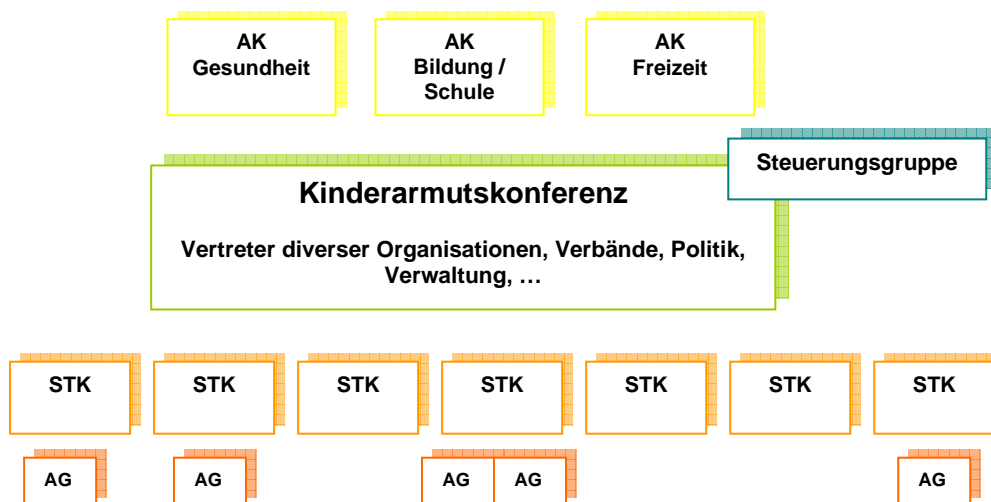 AK
Gesundheit
AK
Bildung /
Schule
AK
Freizeit
Steuerungsgruppe
Kinderarmutskonferenz
Vertreter diverser Organisationen, Verbände, Politik,
Verwaltung, …
STK
STK
STK
STK
STK
STK
STK
AG
AG
AG
AG
AG